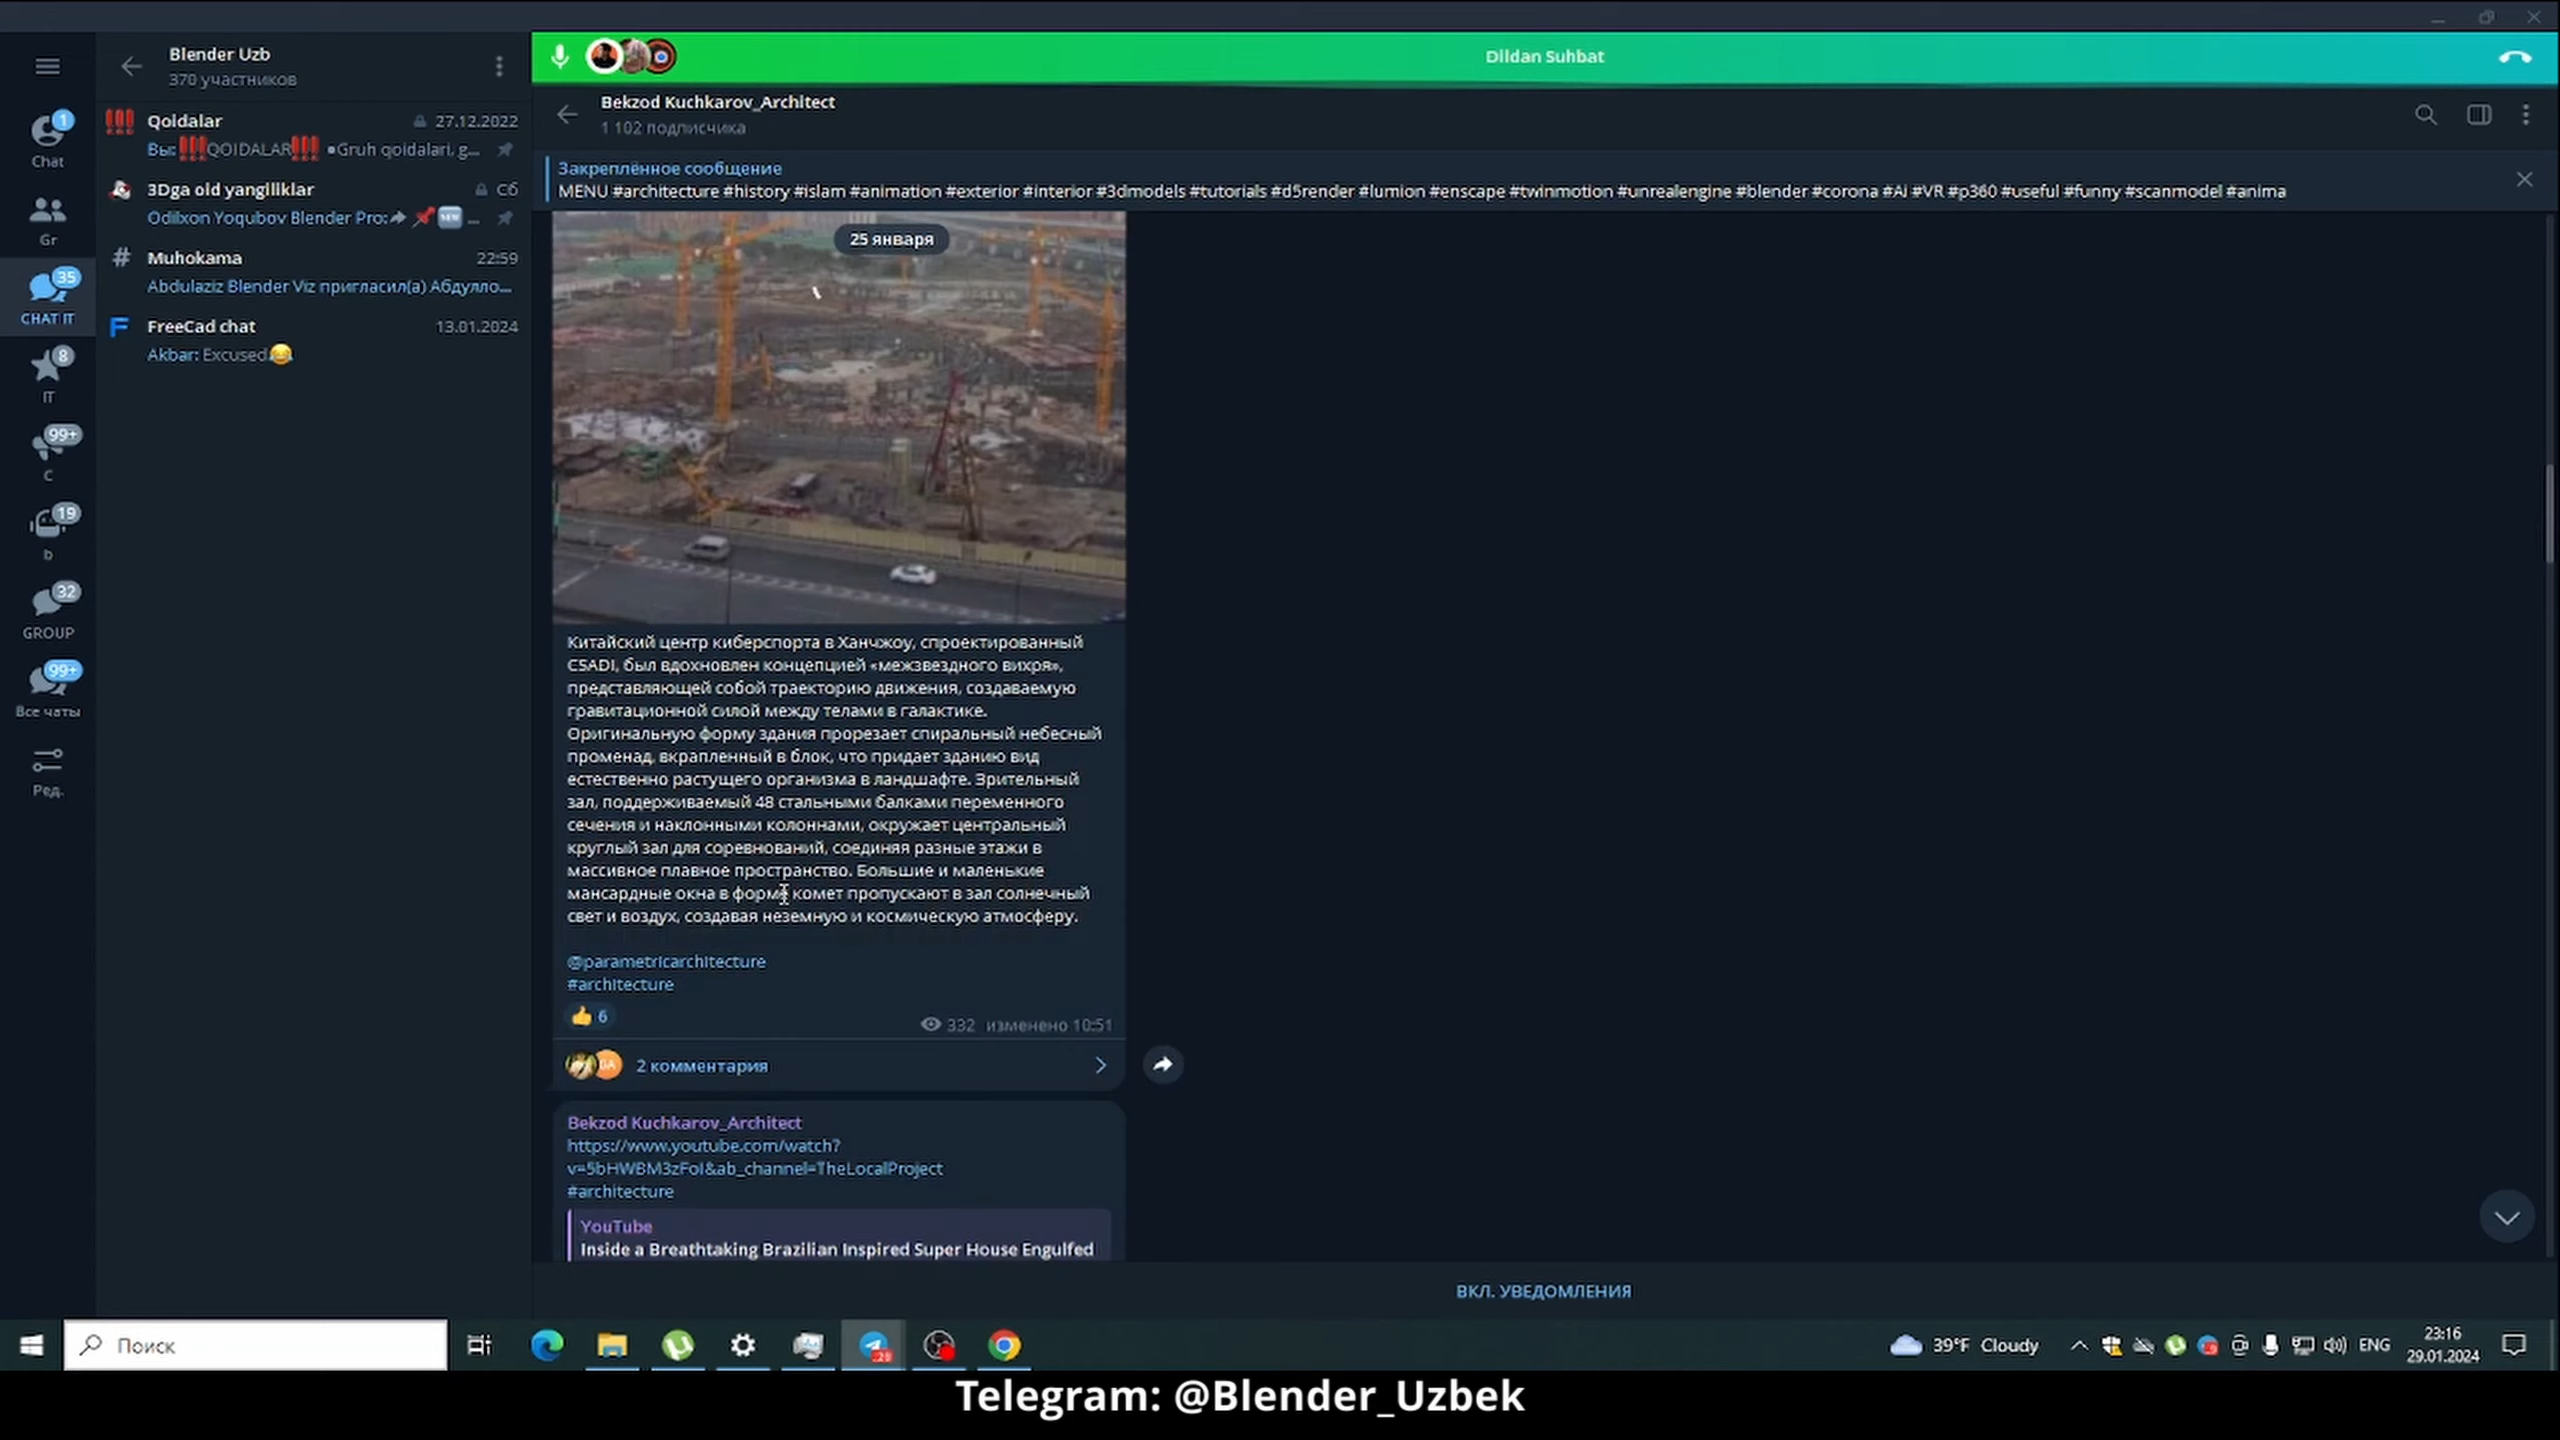 Blender Uzb
370 участников
Qoldalar
27.12.2022
Вы: QOIDALAR •Gruh qoidalari, g...
3Dga old yangiliklar
Сб
Odilxon Yoqubov Blender Pro:
Muhokama
22:59
Abdulaziz Blender Viz пригласил(а) Абдулло...
FreeCad chat
13.01.2024
Akbar: Excused
1
Chat
Gr
35
CHAT IT
8
IT
99+
C
19
b
32
GROUP
99+
Все чаты
Ред.
Dildan Suhbat
Bekzod Kuchkarov_Architect
1 102 подписчика
Закреплённое сообщение
MENU #architecture #history #islam #animation #exterior #interior #3dmodels #tutorials #d5render #lumion #enscape #twinmotion #unrealengine #blender #corona #Ai #VR #p360 #useful #funny #scanmodel #anima
25 января
Китайский центр киберспорта в Ханчжоу, спроектированный
CSADI, был вдохновлен концепцией «межзвездного вихря»,
представляющей собой траекторию движения, создаваемую
гравитационной силой между телами в галактике.
Оригинальную форму здания прорезает спиральный небесный
променад, вкрапленный в блок, что придает зданию вид
естественно растущего организма в ландшафте. Зрительный
зал, поддерживаемый 48 стальными балками переменного
сечения и наклонными колоннами, окружает центральный
круглый зал для соревнований, соединяя разные этажи в
массивное плавное пространство. Большие и маленькие
мансардные окна в форме комет пропускают в зал солнечный
свет и воздух, создавая неземную и космическую атмосферу.
@parametricarchitecture
#architecture
6
332 изменено 10:51
2 комментария
Bekzod Kuchkarov_Architect
https://www.youtube.com/watch?
v=5bHWBM3zFoI&ab_channel=TheLocalProject
#architecture
YouTube
Inside a Breathtaking Brazilian Inspired Super House Engulfed
ВКЛ. УВЕДОМЛЕНИЯ
Поиск
39°F Cloudy
ENG
23:16
29.01.2024
Telegram: @Blender_Uzbek